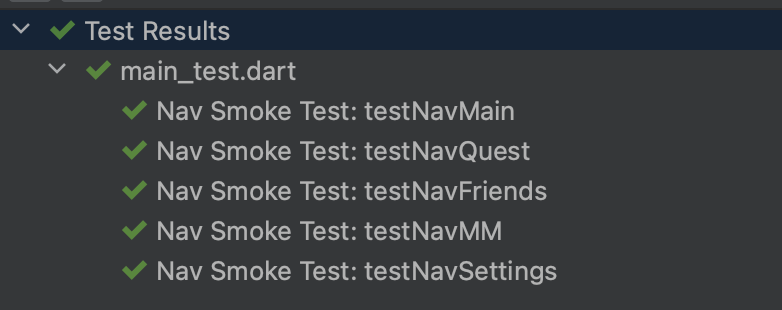 Test Results
main_test.dart
Nav Smoke Test: testNavMain
Nav Smoke Test: testNavQuest
Nav Smoke Test: testNavFriends
Nav Smoke Test: testNavMM
Nav Smoke Test: testNavSettings